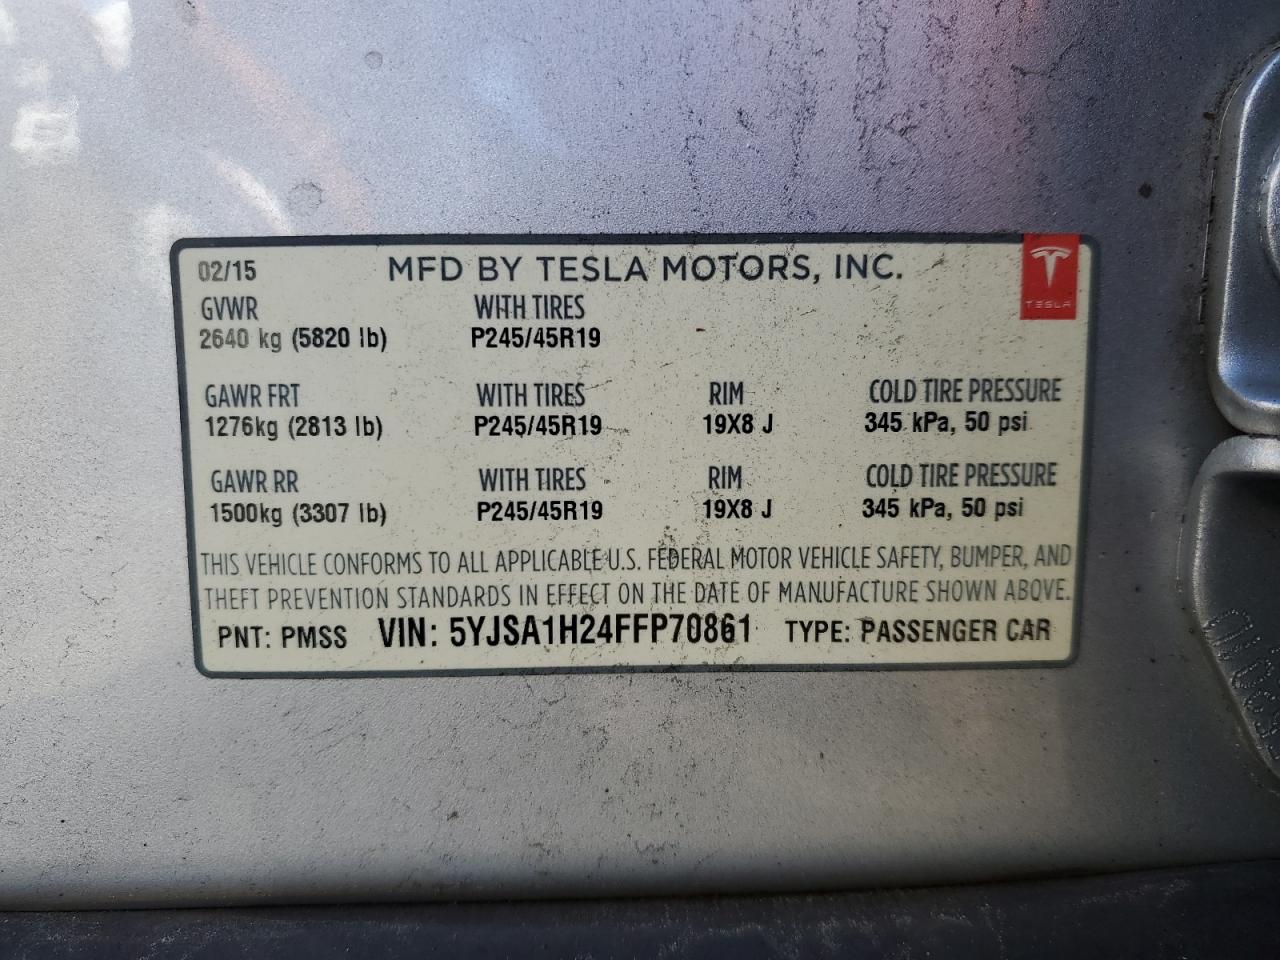 02/15 MFD BY TESLA MOTORS, INC.
TESLA
GVWR WITH TIRES
2640 kg (5820 lb) P245/45R19
GAWR FRT WITH TIRES RIM COLD TIRE PRESSURE
1276kg (2813 lb) P245/45R19 19X8 J 345 kPa, 50 psi
GAWR RR WITH TIRES RIM COLD TIRE PRESSURE
1500kg (3307 lb) P245/45R19 19X8 J 345 kPa, 50 psi
THIS VEHICLE CONFORMS TO ALL APPLICABLE U.S. FEDERAL MOTOR VEHICLE SAFETY, BUMPER, AND
THEFT PREVENTION STANDARDS IN EFFECT ON THE DATE OF MANUFACTURE SHOWN ABOVE.
PNT: PMSS VIN: 5YJSA1H24FFP70861 TYPE: PASSENGER CAR